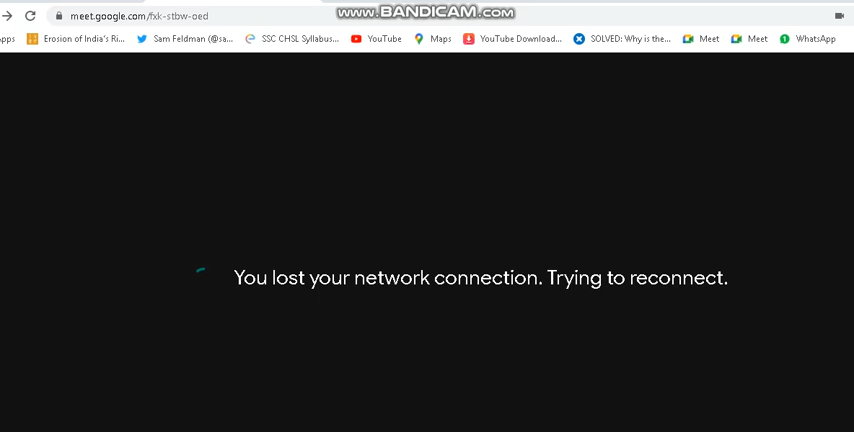 www.BANDICAM.com
meet.google.com/fxk-stbw-oed
Apps Erosion of India's Ri... Sam Feldman (@sa... SSC CHSL Syllabus... YouTube Maps YouTube Download... SOLVED: Why is the... Meet Meet 1 WhatsApp
You lost your network connection. Trying to reconnect.